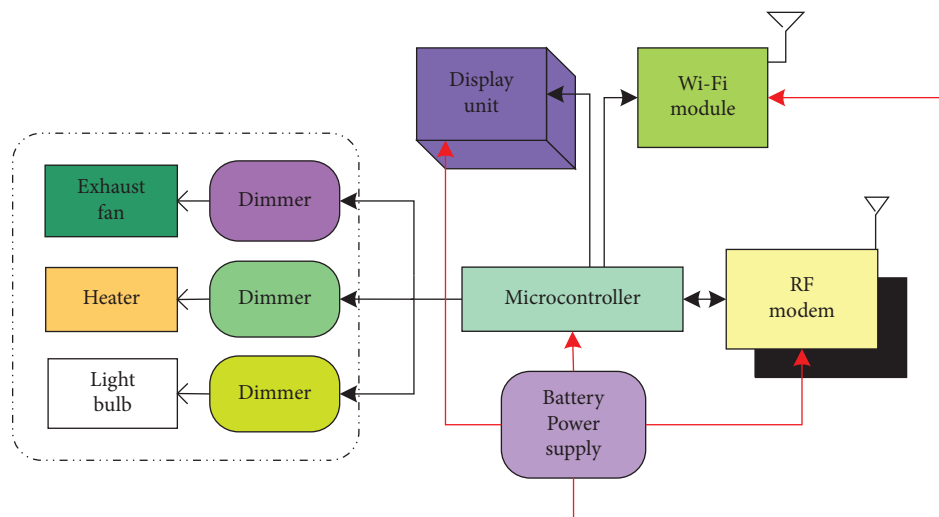 Display
unit
Wi-Fi
module
Exhaust
fan
Dimmer
Heater
Dimmer
Microcontroller
RF
modem
Light
bulb
Dimmer
Battery
Power
supply